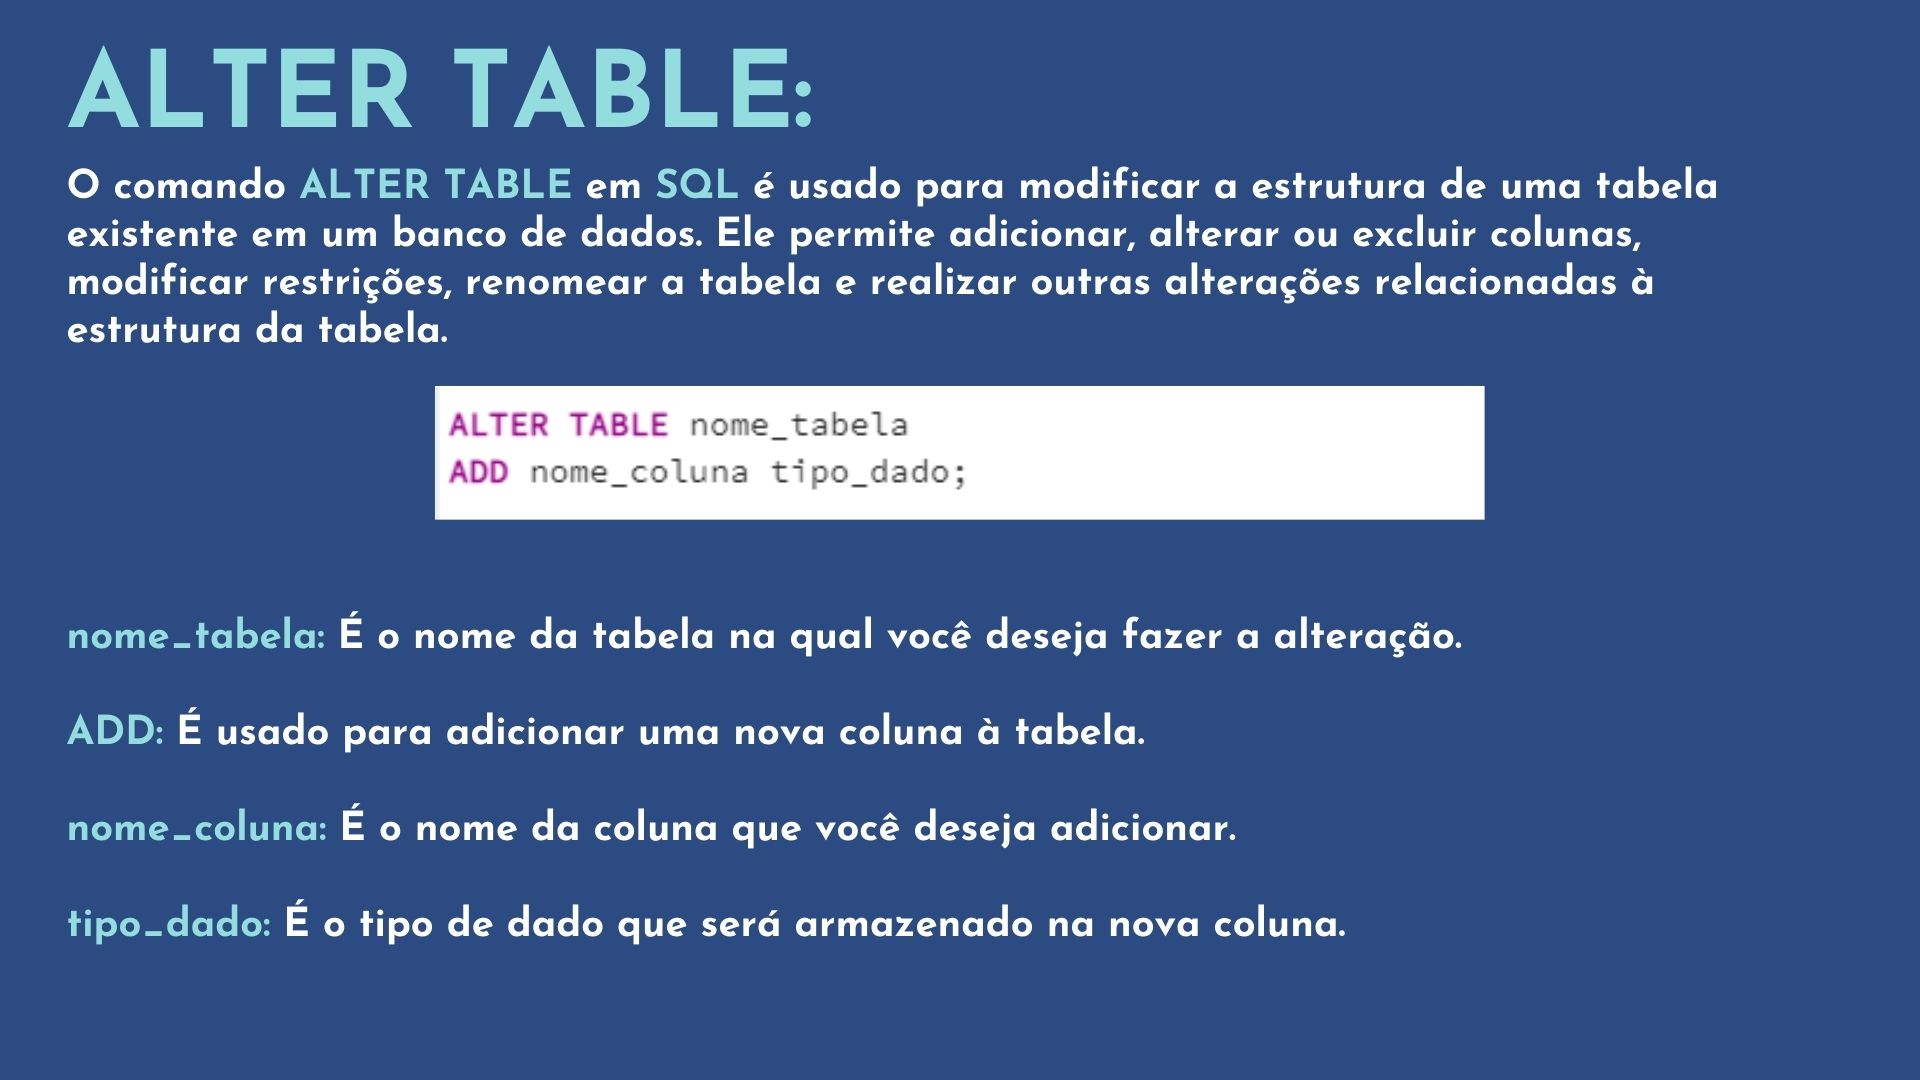 ALTER TABLE:
O comando ALTER TABLE em SQL é usado para modificar a estrutura de uma tabela
existente em um banco de dados. Ele permite adicionar, alterar ou excluir colunas,
modificar restrições, renomear a tabela e realizar outras alterações relacionadas à
estrutura da tabela.
ALTER TABLE nome_tabela
ADD nome_coluna tipo_dado;
nome_tabela: É o nome da tabela na qual você deseja fazer a alteração.
ADD: É usado para adicionar uma nova coluna à tabela.
nome_coluna: É o nome da coluna que você deseja adicionar.
tipo_dado: É o tipo de dado que será armazenado na nova coluna.